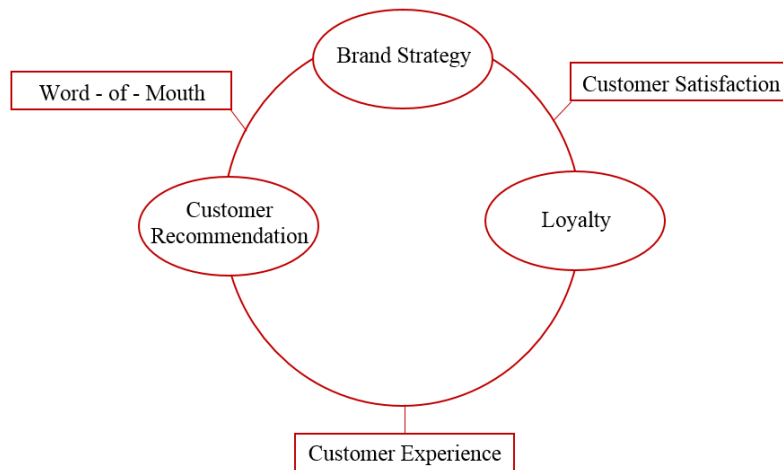 Brand Strategy
Word - of - Mouth
Customer Satisfaction
Customer
Recommendation
Loyalty
Customer Experience